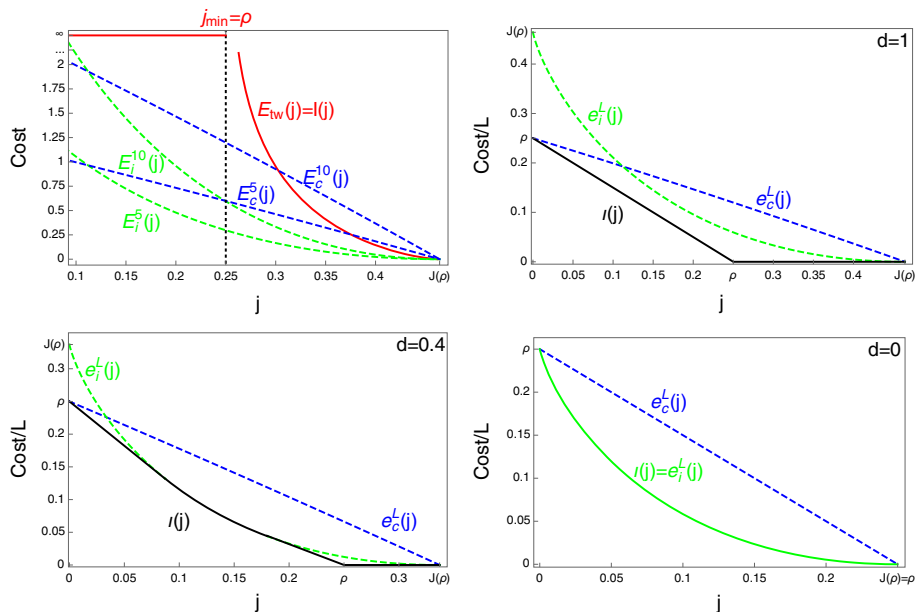 j_min=ρ
Cost
∞
...
2
1.75
1.5
1.25
1
0.75
0.5
0.25
0
E_tw(j)=I(j)
E_i^10(j)
E_c^5(j)
E_c^10(j)
E_i^5(j)
0.1 0.15 0.2 0.25 0.3 0.35 0.4 J(ρ)
j
d=1
Cost/L
J(ρ)
0.4
0.3
ρ
0.2
0.1
0
e_i^L(j)
e_c^L(j)
ι(j)
0 0.05 0.1 0.15 0.2 ρ 0.3 0.35 0.4 J(ρ)
j
d=0.4
Cost/L
J(ρ)
0.3
ρ
0.2
0.15
0.1
0.05
0
e_i^L(j)
ι(j)
e_c^L(j)
0 0.05 0.1 0.15 0.2 ρ 0.3 J(ρ)
j
d=0
Cost/L
ρ
0.2
0.15
0.1
0.05
0
e_c^L(j)
ι(j)=e_i^L(j)
0 0.05 0.1 0.15 0.2 J(ρ)=ρ
j